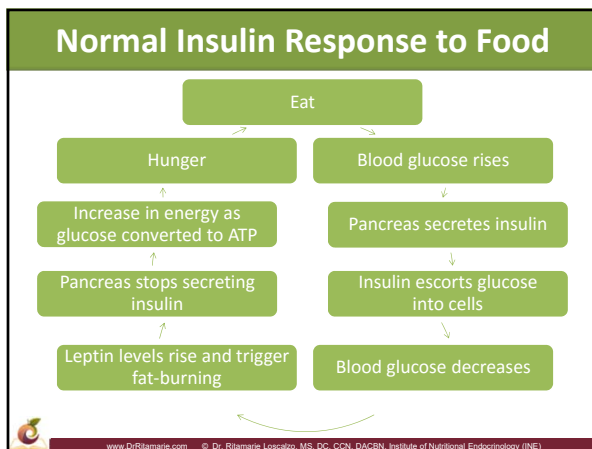 Normal Insulin Response to Food
Eat
Blood glucose rises
Pancreas secretes insulin
Insulin escorts glucose
into cells
Blood glucose decreases
Leptin levels rise and trigger
fat-burning
Pancreas stops secreting
insulin
Increase in energy as
glucose converted to ATP
Hunger
www.DrRitamarie.com © Dr. Ritamarie Loscalzo, MS, DC, CCN, DACBN, Institute of Nutritional Endocrinology (INE)